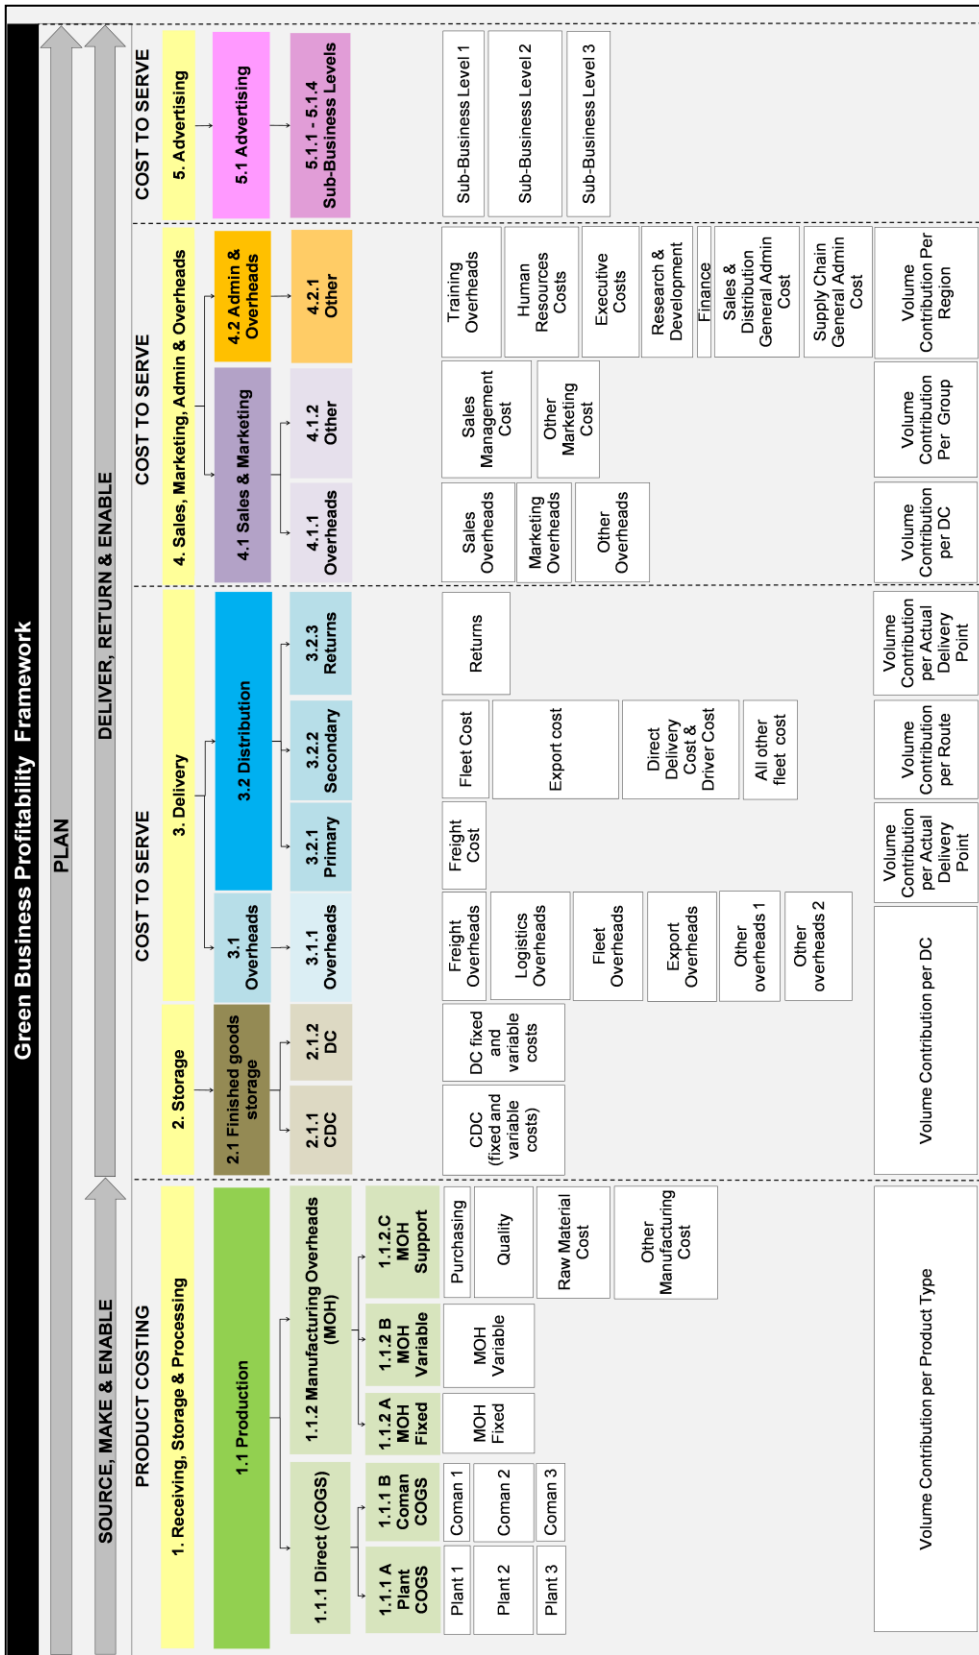 Green Business Profitability Framework
PLAN
SOURCE, MAKE & ENABLE
DELIVER, RETURN & ENABLE
PRODUCT COSTING
COST TO SERVE
COST TO SERVE
COST TO SERVE
1. Receiving, Storage & Processing
2. Storage
3. Delivery
4. Sales, Marketing, Admin & Overheads
5. Advertising
1.1 Production
2.1 Finished goods
storage
3.1
Overheads
3.2 Distribution
4.1 Sales & Marketing
4.2 Admin &
Overheads
5.1 Advertising
1.1.1 Direct (COGS)
1.1.2 Manufacturing Overheads
(MOH)
2.1.1
CDC
2.1.2
DC
3.1.1
Overheads
3.2.1
Primary
3.2.2
Secondary
3.2.3
Returns
4.1.1
Overheads
4.1.2
Other
4.2.1
Other
5.1.1 - 5.1.4
Sub-Business Levels
1.1.1 A
Plant
COGS
1.1.1 B
Coman
COGS
1.1.2 A
MOH
Fixed
1.1.2 B
MOH
Variable
1.1.2.C
MOH
Support
Plant 1
Plant 2
Plant 3
Coman 1
Coman 2
Coman 3
MOH
Fixed
MOH
Variable
Purchasing
Quality
Raw Material
Cost
Other
Manufacturing
Cost
CDC
(fixed and
variable
costs)
DC fixed
and
variable
costs
Freight
Overheads
Logistics
Overheads
Fleet
Overheads
Export
Overheads
Other
overheads 1
Other
overheads 2
Freight
Cost
Fleet Cost
Export cost
Direct
Delivery
Cost &
Driver Cost
All other
fleet cost
Returns
Sales
Overheads
Marketing
Overheads
Other
Overheads
Sales
Management
Cost
Other
Marketing
Cost
Training
Overheads
Human
Resources
Costs
Executive
Costs
Research &
Development
Finance
Sales &
Distribution
General Admin
Cost
Supply Chain
General Admin
Cost
Sub-Business Level 1
Sub-Business Level 2
Sub-Business Level 3
Volume Contribution per Product Type
Volume Contribution per DC
Volume
Contribution
per Actual
Delivery
Point
Volume
Contribution
per Route
Volume
Contribution
per Actual
Delivery
Point
Volume
Contribution
per DC
Volume
Contribution
Per Group
Volume
Contribution Per
Region